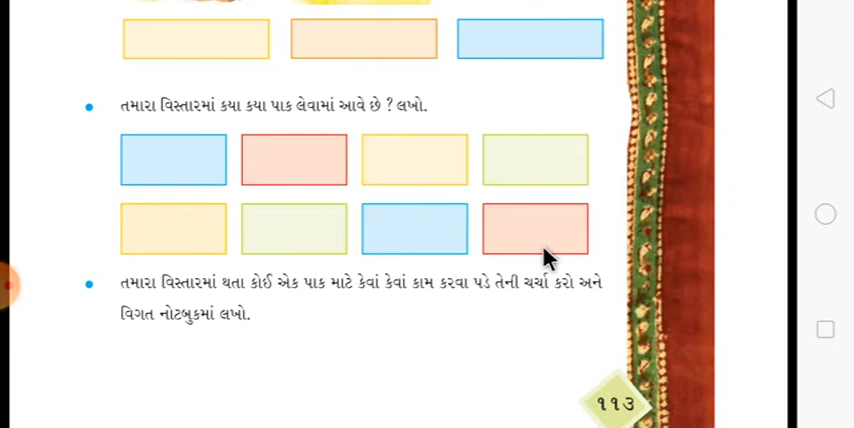 તમારા વિસ્તારમાં કયા કયા પાક લેવામાં આવે છે ? લખો.
તમારા વિસ્તારમાં થતા કોઈ એક પાક માટે કેવાં કેવાં કામ કરવા પડે તેની ચર્ચા કરો અને
વિગત નોટબુકમાં લખો.
૧૧૩